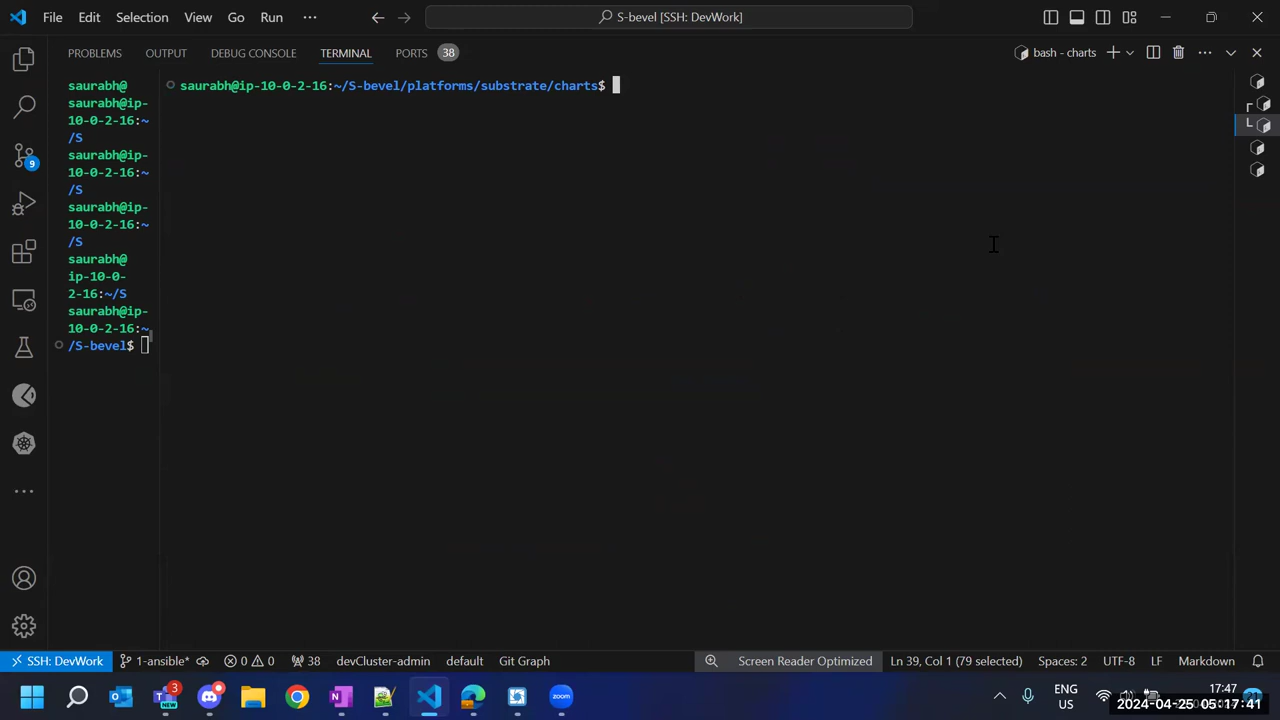 File Edit Selection View Go Run ··· S-bevel [SSH: DevWork]
PROBLEMS OUTPUT DEBUG CONSOLE TERMINAL PORTS 38 bash - charts
saurabh@
saurabh@ip-
10-0-2-16:~
/S
saurabh@ip-
10-0-2-16:~
/S
saurabh@ip-
10-0-2-16:~
/S
saurabh@
ip-10-0-
2-16:~/S
saurabh@ip-
10-0-2-16:~
/S-bevel$
saurabh@ip-10-0-2-16:~/S-bevel/platforms/substrate/charts$
9
SSH: DevWork 1-ansible* 0 0 38 devCluster-admin default Git Graph Screen Reader Optimized Ln 39, Col 1 (79 selected) Spaces: 2 UTF-8 LF Markdown
3 NEW zoom ENG US 17:47
2024-04-25 05:17:41